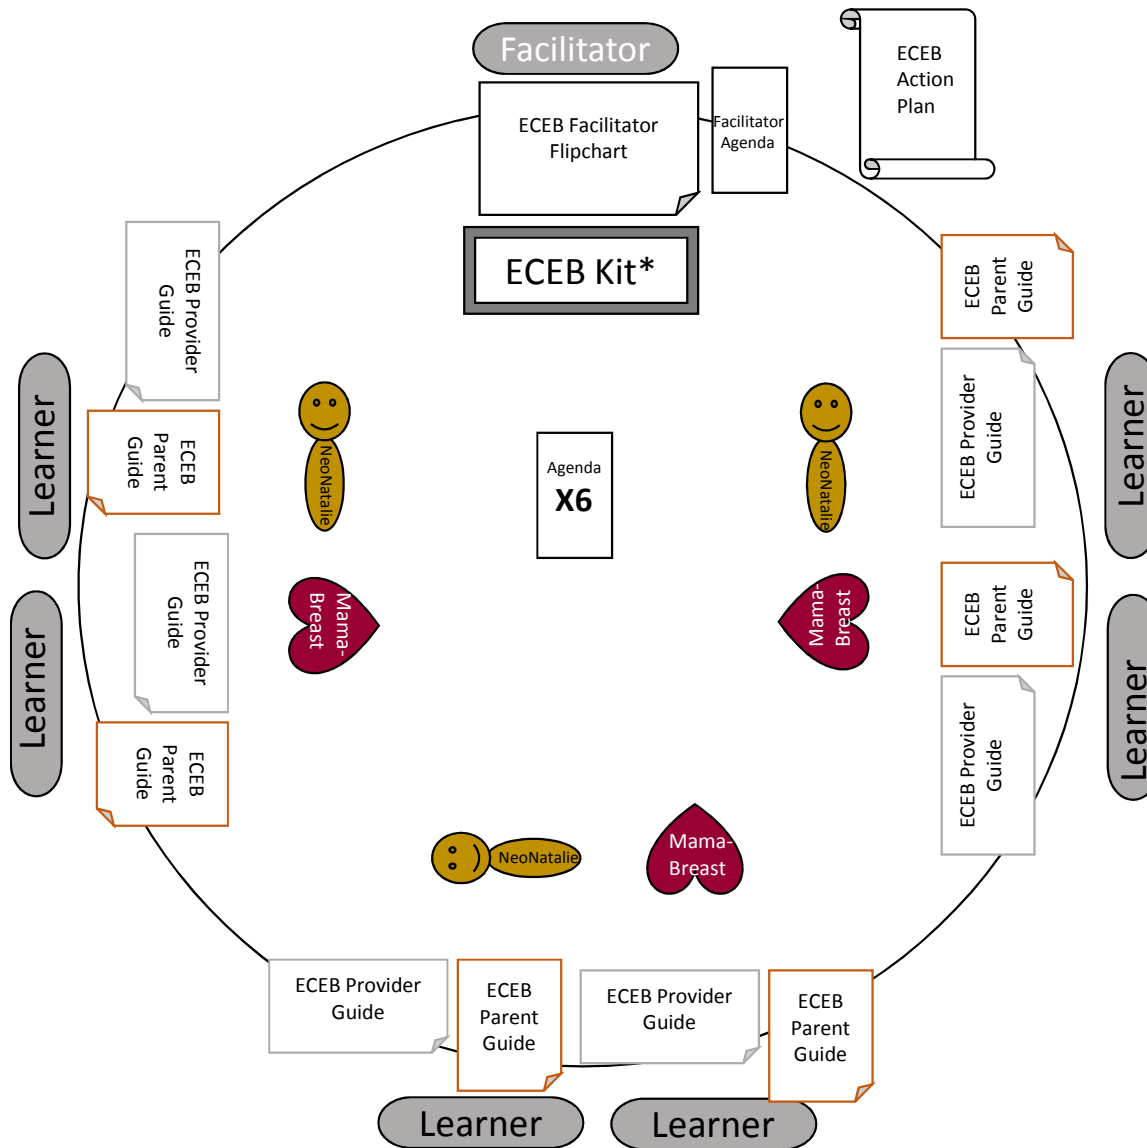 Facilitator
ECEB
Action
Plan
ECEB Facilitator
Flipchart
Facilitator
Agenda
ECEB Kit*
ECEB Provider
Guide
ECEB
Parent
Guide
Learner
ECEB Provider
Guide
ECEB
Parent
Guide
Learner
NeoNatalie
Mama-
Breast
Agenda
X6
NeoNatalie
Mama-
Breast
ECEB
Parent
Guide
ECEB Provider
Guide
Learner
ECEB
Parent
Guide
ECEB Provider
Guide
Learner
NeoNatalie
Mama-
Breast
ECEB Provider
Guide
ECEB
Parent
Guide
ECEB Provider
Guide
ECEB
Parent
Guide
Learner
Learner